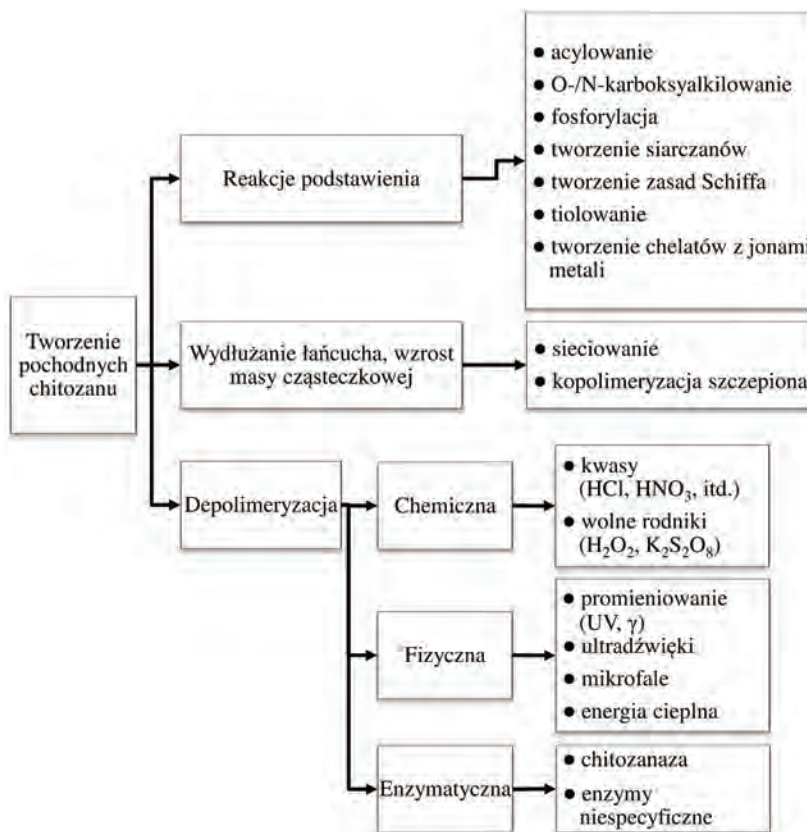 ● acylowanie
● O-/N-karboksyalkilowanie
● fosforylacja
● tworzenie siarczanów
● tworzenie zasad Schiffa
● tiolowanie
● tworzenie chelatów z jonami
metali
Reakcje podstawienia
Tworzenie
pochodnych
chitozanu
Wydłużanie łańcucha, wzrost
masy cząsteczkowej
● sieciowanie
● kopolimeryzacja szczepiona
Depolimeryzacja
Chemiczna
● kwasy
(HCl, HNO₃, itd.)
● wolne rodniki
(H₂O₂, K₂S₂O₈)
Fizyczna
● promieniowanie
(UV, γ)
● ultradźwięki
● mikrofale
● energia cieplna
Enzymatyczna
● chitozanaza
● enzymy
niespecyficzne